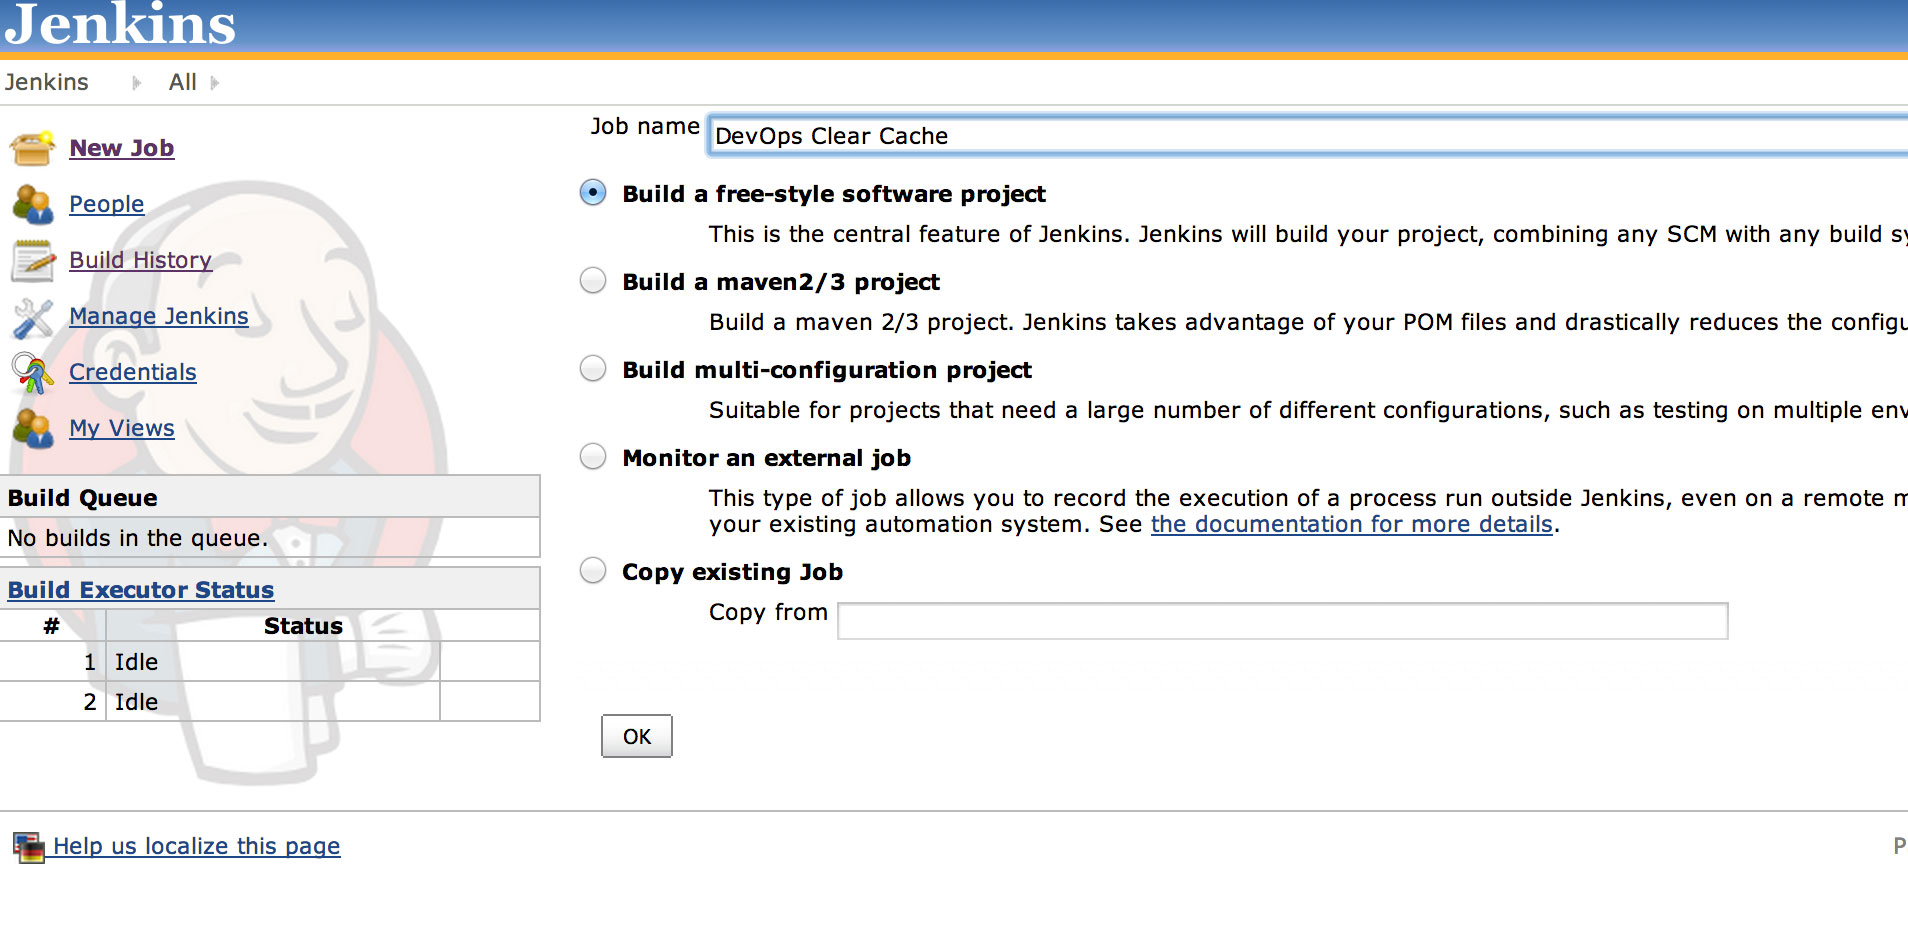 Jenkins
Jenkins All
New Job
People
Build History
Manage Jenkins
Credentials
My Views
Build Queue
No builds in the queue.
Build Executor Status
# Status
1 Idle
2 Idle
Job name DevOps Clear Cache
Build a free-style software project
This is the central feature of Jenkins. Jenkins will build your project, combining any SCM with any build sy
Build a maven2/3 project
Build a maven 2/3 project. Jenkins takes advantage of your POM files and drastically reduces the configu
Build multi-configuration project
Suitable for projects that need a large number of different configurations, such as testing on multiple env
Monitor an external job
This type of job allows you to record the execution of a process run outside Jenkins, even on a remote m
your existing automation system. See the documentation for more details.
Copy existing Job
Copy from
OK
Help us localize this page
P